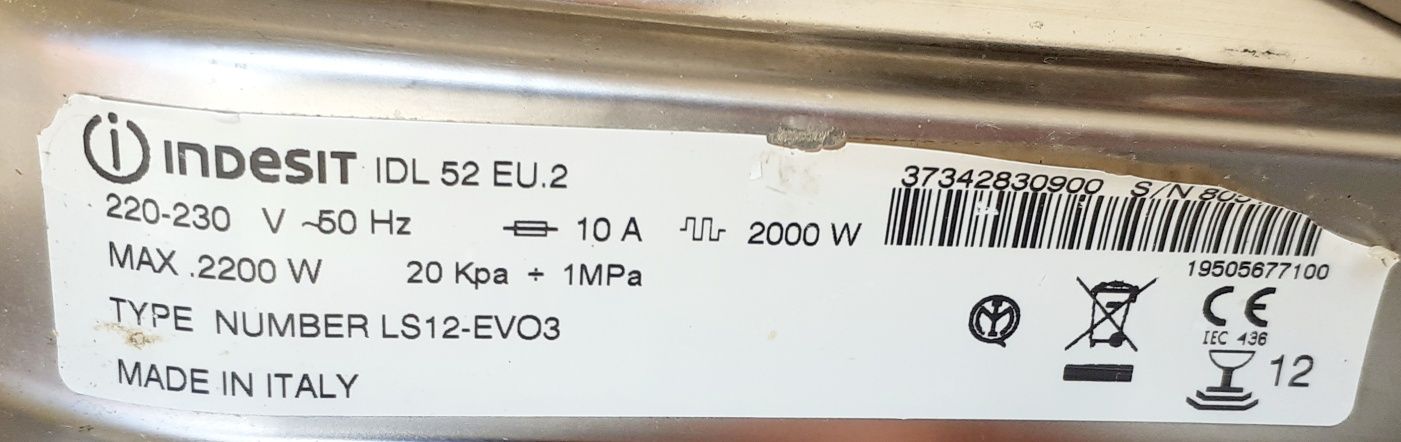 INDESIT IDL 52 EU.2
220-230 V ~50 Hz 10 A 2000 W
MAX .2200 W 20 Kpa ÷ 1MPa
TYPE NUMBER LS12-EVO3
MADE IN ITALY
37342830900 S/N
19505677100
CE
IEC 436
12